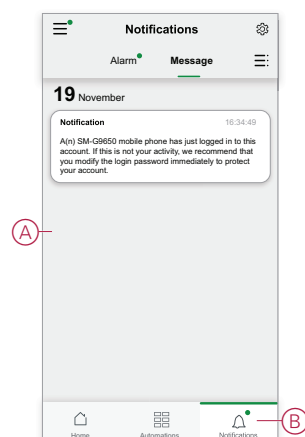 Notifications
Alarm Message
19 November
Notification 16:34:49
A(n) SM-G9650 mobile phone has just logged in to this
account. If this is not your activity, we recommend that
you modify the login password immediately to protect
your account.
A
B
Home Automations Notifications